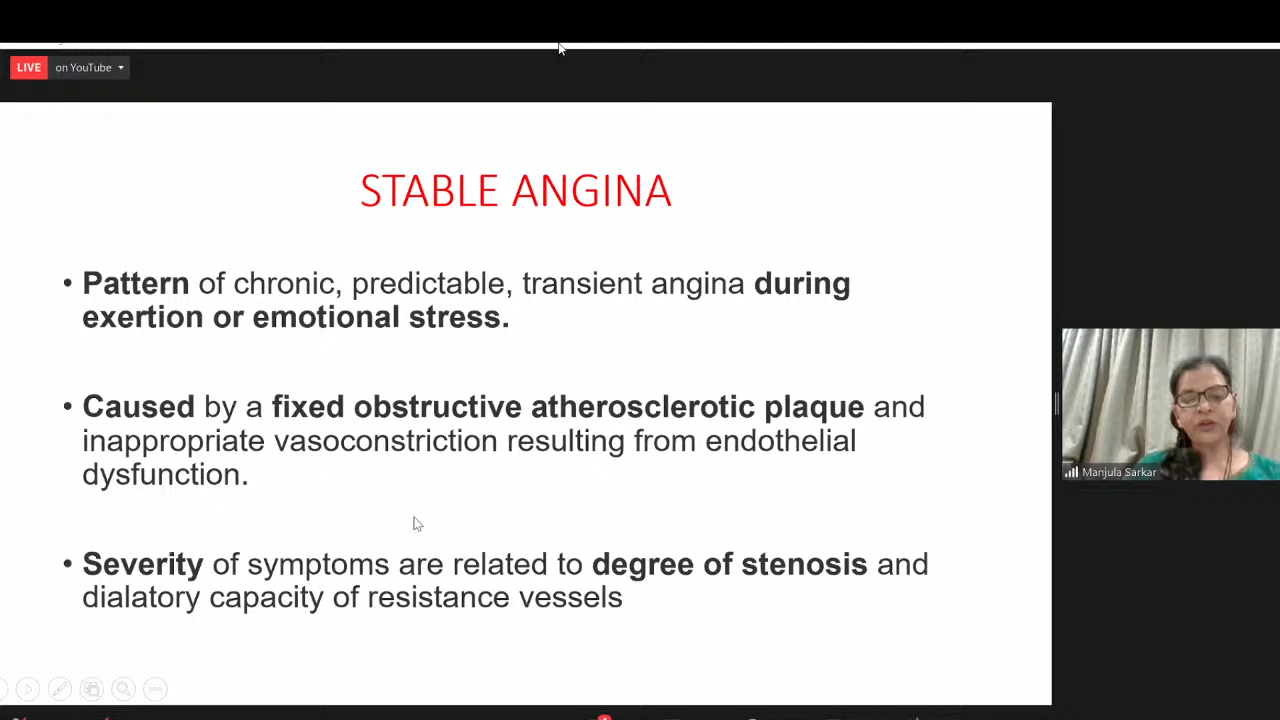 LIVE on YouTube
STABLE ANGINA
• Pattern of chronic, predictable, transient angina during
exertion or emotional stress.
• Caused by a fixed obstructive atherosclerotic plaque and
inappropriate vasoconstriction resulting from endothelial
dysfunction.
• Severity of symptoms are related to degree of stenosis and
dialatory capacity of resistance vessels
Manjula Sarkar